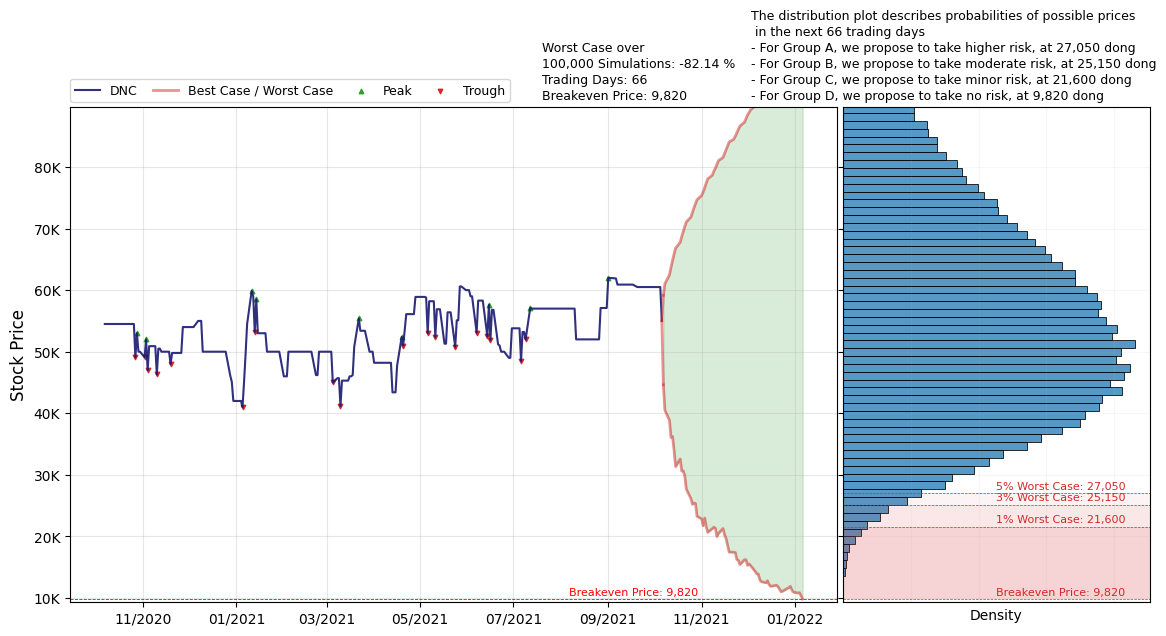 The distribution plot describes probabilities of possible prices
in the next 66 trading days
- For Group A, we propose to take higher risk, at 27,050 dong
- For Group B, we propose to take moderate risk, at 25,150 dong
- For Group C, we propose to take minor risk, at 21,600 dong
- For Group D, we propose to take no risk, at 9,820 dong
Worst Case over
100,000 Simulations: -82.14 %
Trading Days: 66
Breakeven Price: 9,820
DNC
Best Case / Worst Case
Peak
Trough
Stock Price
80K
70K
60K
50K
40K
30K
20K
10K
Breakeven Price: 9,820
11/2020
01/2021
03/2021
05/2021
07/2021
09/2021
11/2021
01/2022
5% Worst Case: 27,050
3% Worst Case: 25,150
1% Worst Case: 21,600
Breakeven Price: 9,820
Density